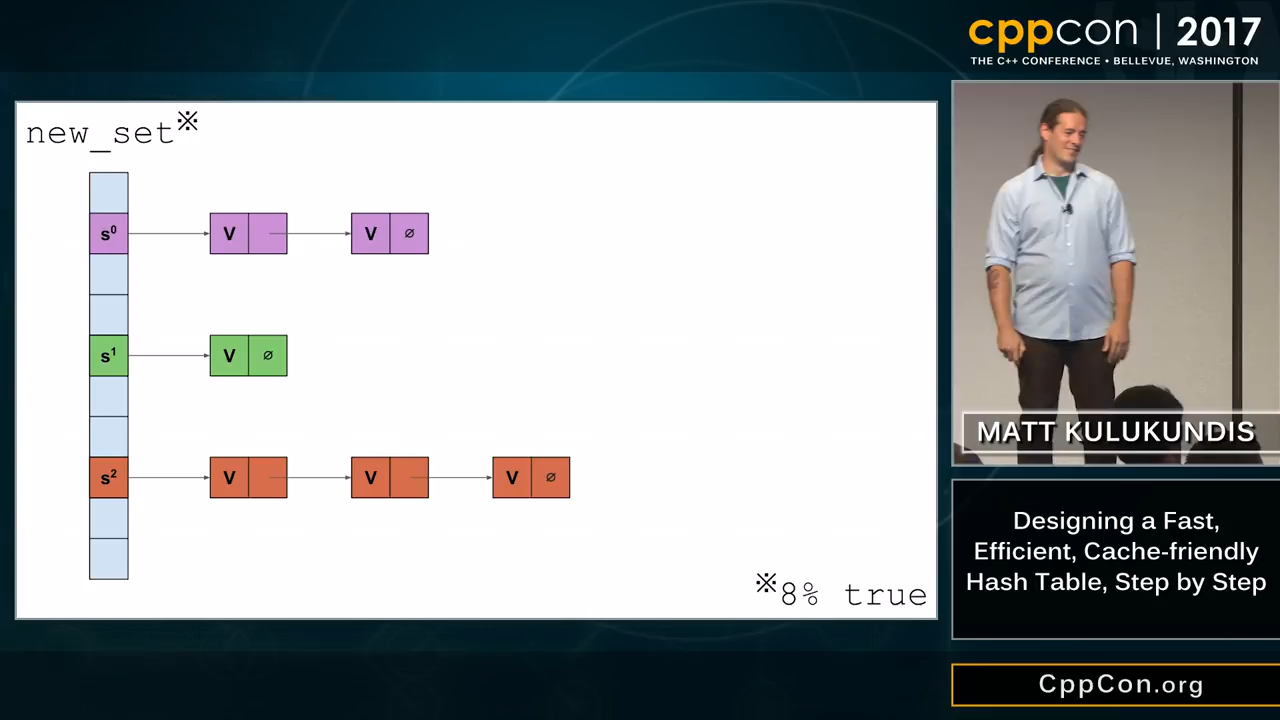 cppcon | 2017
THE C++ CONFERENCE • BELLEVUE, WASHINGTON
new_set※
s⁰ V V ∅
s¹ V ∅
s² V V V ∅
※8% true
MATT KULUKUNDIS
Designing a Fast,
Efficient, Cache-friendly
Hash Table, Step by Step
CppCon.org